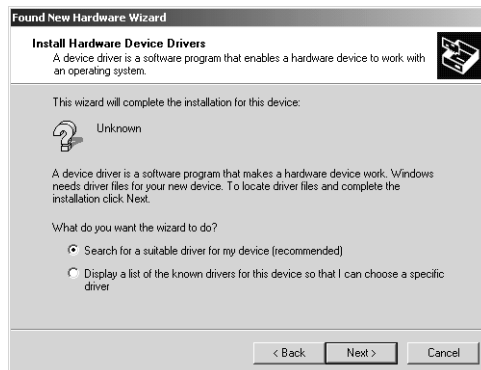 Found New Hardware Wizard
Install Hardware Device Drivers
A device driver is a software program that enables a hardware device to work with
an operating system.
This wizard will complete the installation for this device:
Unknown
A device driver is a software program that makes a hardware device work. Windows
needs driver files for your new device. To locate driver files and complete the
installation click Next.
What do you want the wizard to do?
Search for a suitable driver for my device (recommended)
Display a list of the known drivers for this device so that I can choose a specific
driver
< Back
Next >
Cancel